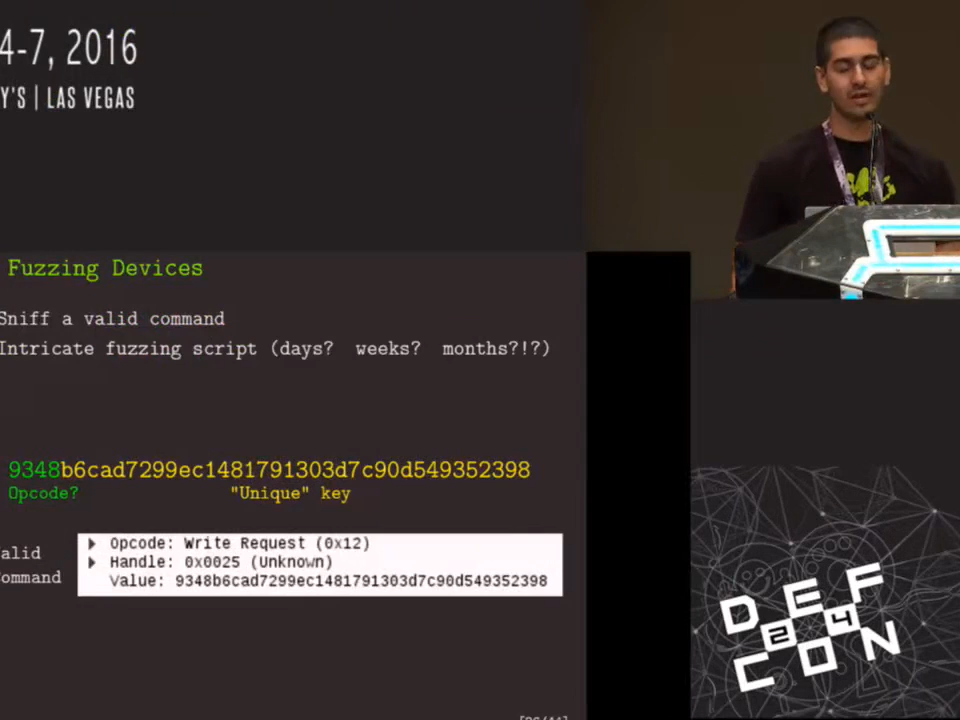 4-7, 2016
Y'S | LAS VEGAS
Fuzzing Devices
Sniff a valid command
Intricate fuzzing script (days? weeks? months?!?)
9348b6cad7299ec1481791303d7c90d549352398
Opcode? "Unique" key
alid
ommand
Opcode: Write Request (0x12)
Handle: 0x0025 (Unknown)
Value: 9348b6cad7299ec1481791303d7c90d549352398
DEF
24
CON